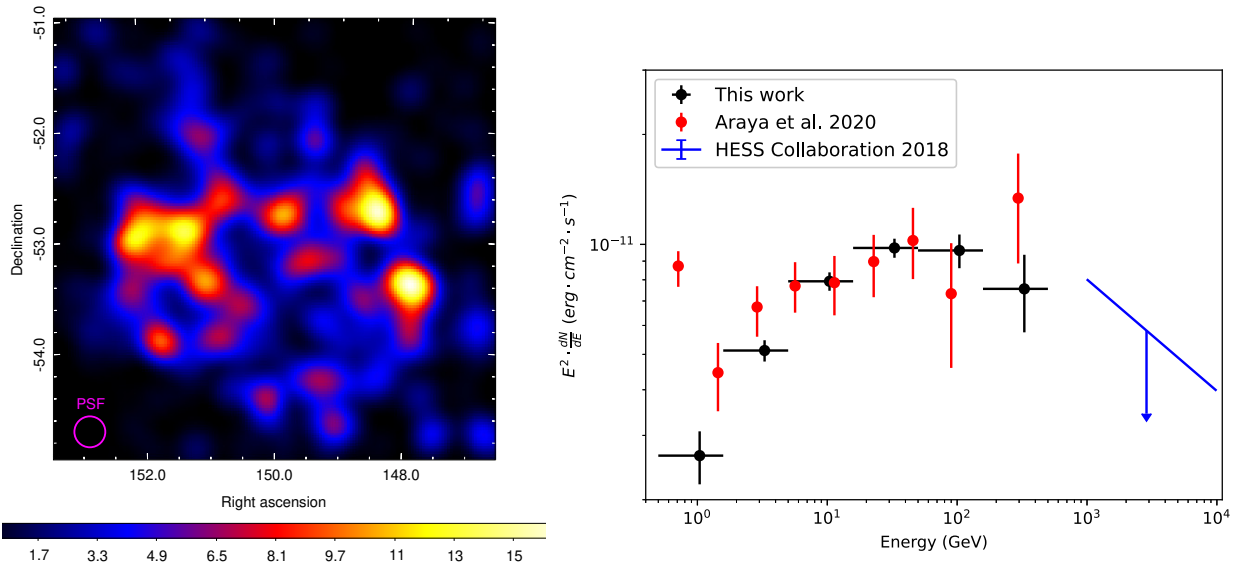 -51.0
-52.0
-53.0
-54.0
Declination
PSF
152.0 150.0 148.0
Right ascension
1.7 3.3 4.9 6.5 8.1 9.7 11 13 15
This work
Araya et al. 2020
HESS Collaboration 2018
10⁻¹¹
E² · dN/dE (erg · cm⁻² · s⁻¹)
10⁰ 10¹ 10² 10³ 10⁴
Energy (GeV)